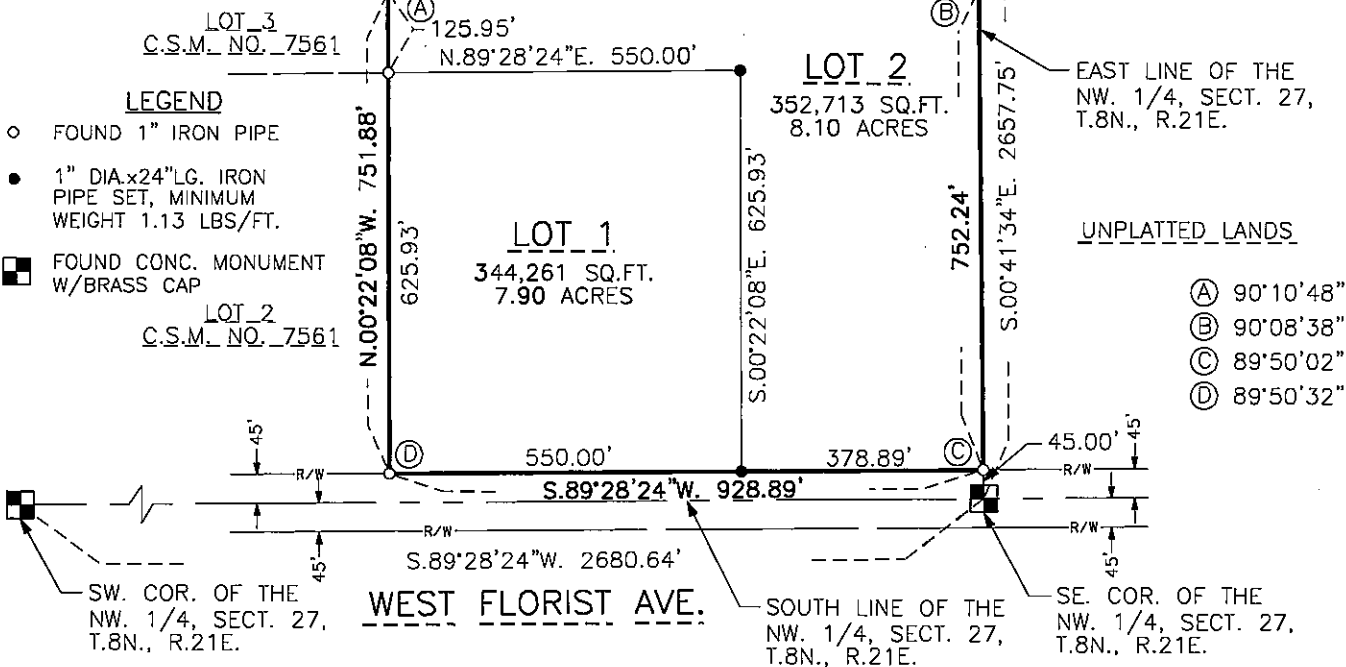 LOT 3
C.S.M. NO. 7561
LEGEND
FOUND 1" IRON PIPE
1" DIA.x24"LG. IRON
PIPE SET, MINIMUM
WEIGHT 1.13 LBS/FT.
FOUND CONC. MONUMENT
W/BRASS CAP
LOT 2
C.S.M. NO. 7561
A
125.95'
N.89°28'24"E. 550.00'
N.00°22'08"W. 751.88'
625.93'
LOT 1
344,261 SQ.FT.
7.90 ACRES
S.00°22'08"E. 625.93'
B
LOT 2
352,713 SQ.FT.
8.10 ACRES
752.24'
S.00°41'34"E. 2657.75'
EAST LINE OF THE
NW. 1/4, SECT. 27,
T.8N., R.21E.
UNPLATTED LANDS
A 90°10'48"
B 90°08'38"
C 89°50'02"
D 89°50'32"
D
550.00'
378.89'
C
45.00'
45'
R/W
S.89°28'24"W. 928.89'
R/W
45'
R/W
R/W
45'
S.89°28'24"W. 2680.64'
45'
SW. COR. OF THE
NW. 1/4, SECT. 27,
T.8N., R.21E.
WEST FLORIST AVE.
SOUTH LINE OF THE
NW. 1/4, SECT. 27,
T.8N., R.21E.
SE. COR. OF THE
NW. 1/4, SECT. 27,
T.8N., R.21E.